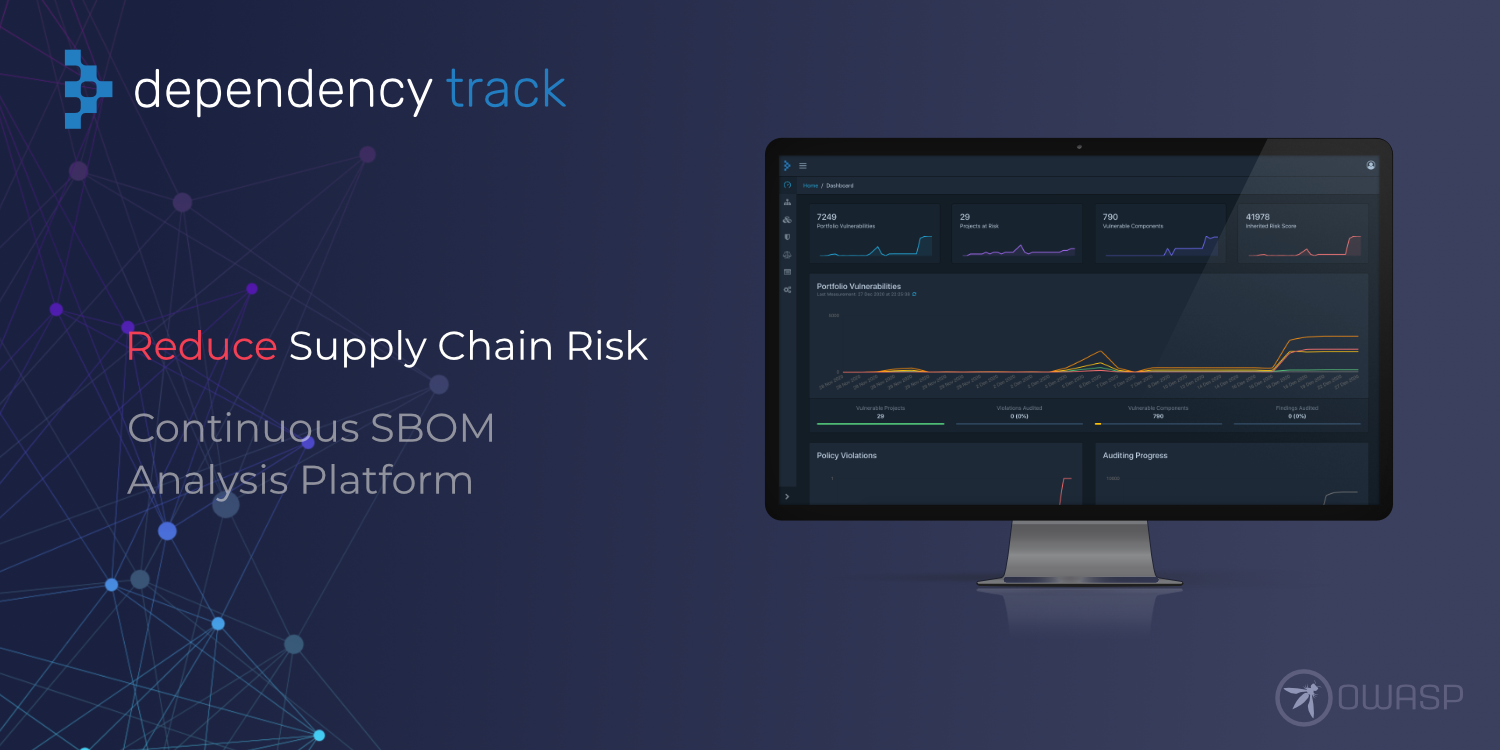 dependency track
Reduce Supply Chain Risk
Continuous SBOM
Analysis Platform
Home / Dashboard
7249
Portfolio Vulnerabilities
29
Projects at Risk
790
Vulnerable Components
41978
Inherited Risk Score
Portfolio Vulnerabilities
Vulnerable Projects
29
Violations Audited
0 (0%)
Vulnerable Components
790
Findings Audited
0 (0%)
Policy Violations
Auditing Progress
OWASP